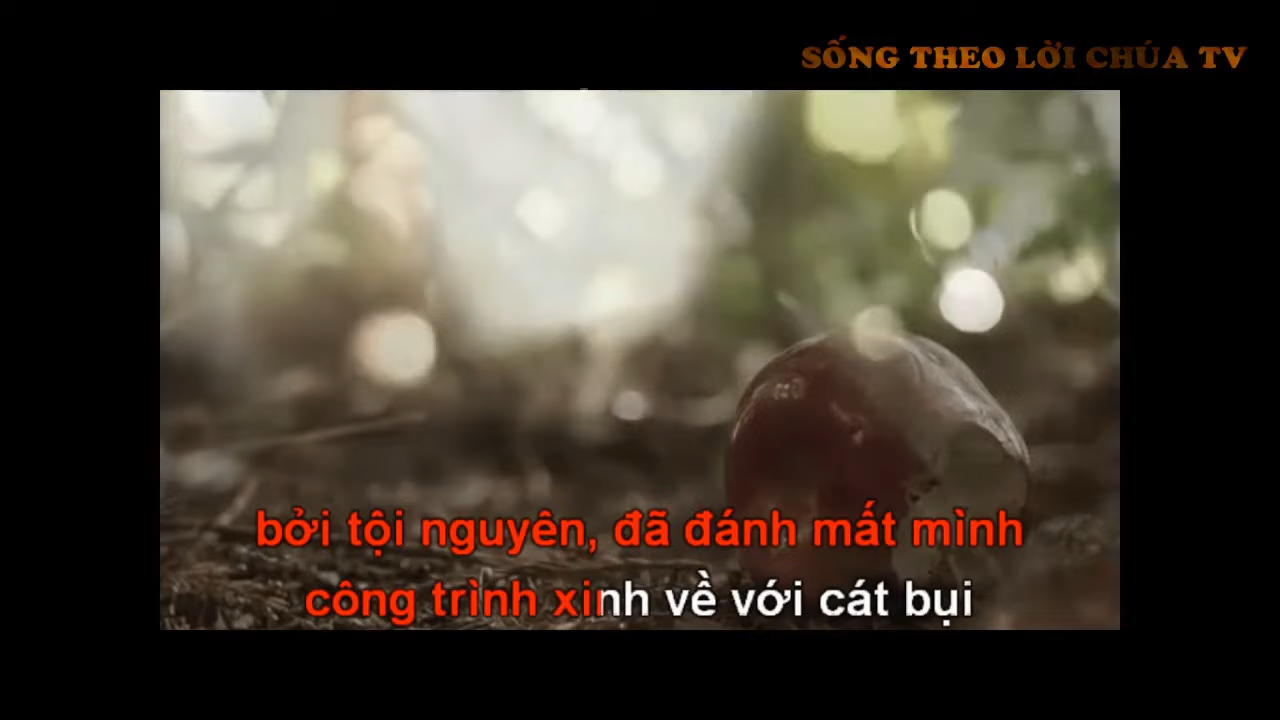 SỐNG THEO LỜI CHÚA TV
bởi tội nguyên, đã đánh mất mình
công trình xinh về với cát bụi